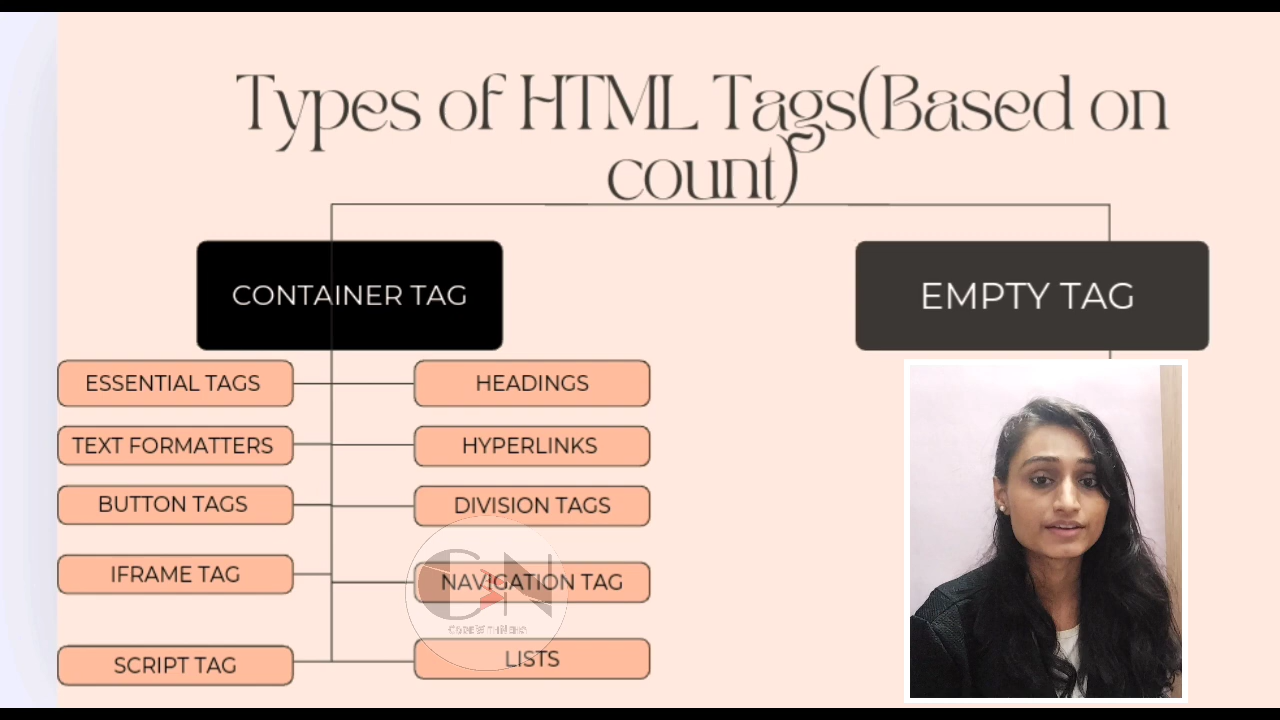 Types of HTML Tags(Based on
count)
CONTAINER TAG
EMPTY TAG
ESSENTIAL TAGS
HEADINGS
TEXT FORMATTERS
HYPERLINKS
BUTTON TAGS
DIVISION TAGS
IFRAME TAG
NAVIGATION TAG
SCRIPT TAG
LISTS